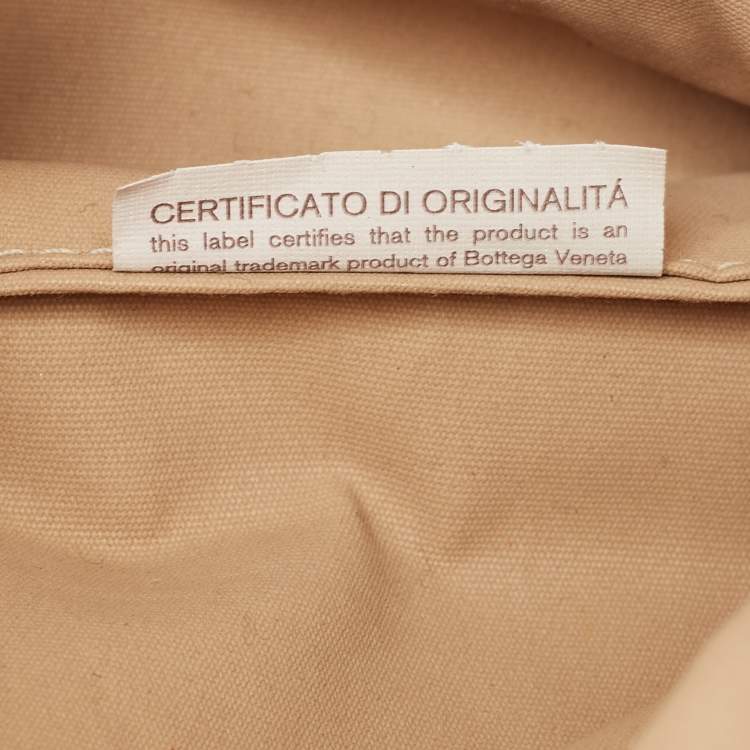 CERTIFICATO DI ORIGINALITÁ
this label certifies that the product is an
original trademark product of Bottega Veneta